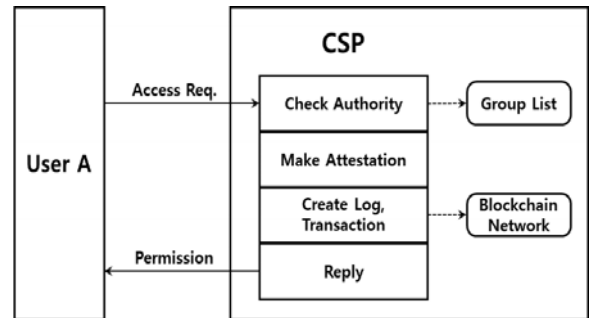 CSP
Access Req.
Check Authority
Group List
User A
Make Attestation
Create Log,
Transaction
Blockchain
Network
Permission
Reply